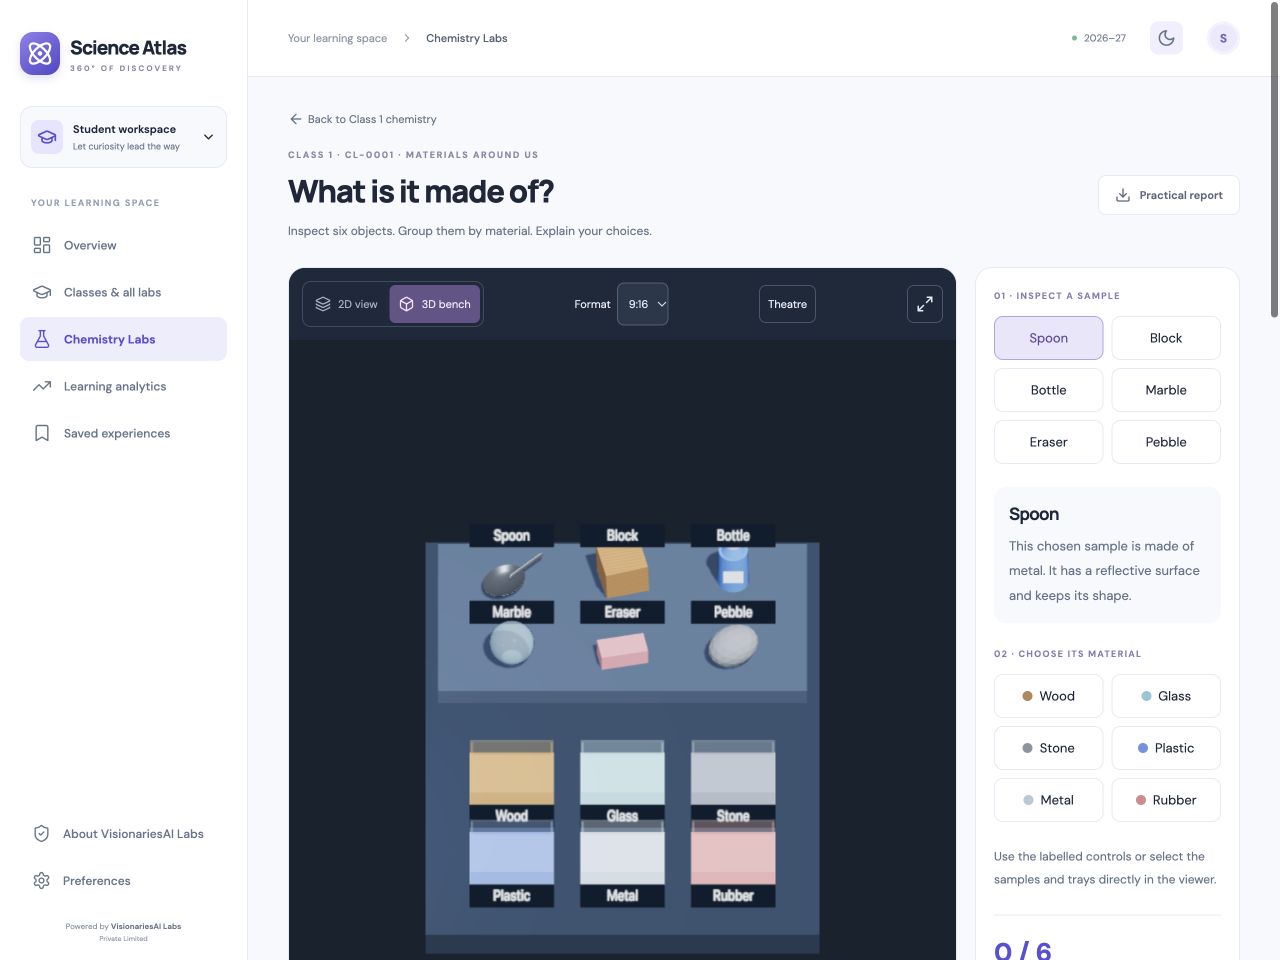 Science Atlas
360° OF DISCOVERY
Student workspace
Let curiosity lead the way
YOUR LEARNING SPACE
Overview
Classes & all labs
Chemistry Labs
Learning analytics
Saved experiences
About VisionariesAI Labs
Preferences
Powered by VisionariesAI Labs
Private Limited
Your learning space > Chemistry Labs
2026–27
S
Back to Class 1 chemistry
CLASS 1 · CL-0001 · MATERIALS AROUND US
What is it made of?
Inspect six objects. Group them by material. Explain your choices.
Practical report
2D view
3D bench
Format
9:16
Theatre
Spoon Block Bottle
Marble Eraser Pebble
Wood Glass Stone
Plastic Metal Rubber
01 · INSPECT A SAMPLE
Spoon Block
Bottle Marble
Eraser Pebble
Spoon
This chosen sample is made of
metal. It has a reflective surface
and keeps its shape.
02 · CHOOSE ITS MATERIAL
Wood Glass
Stone Plastic
Metal Rubber
Use the labelled controls or select the
samples and trays directly in the viewer.
0 / 6